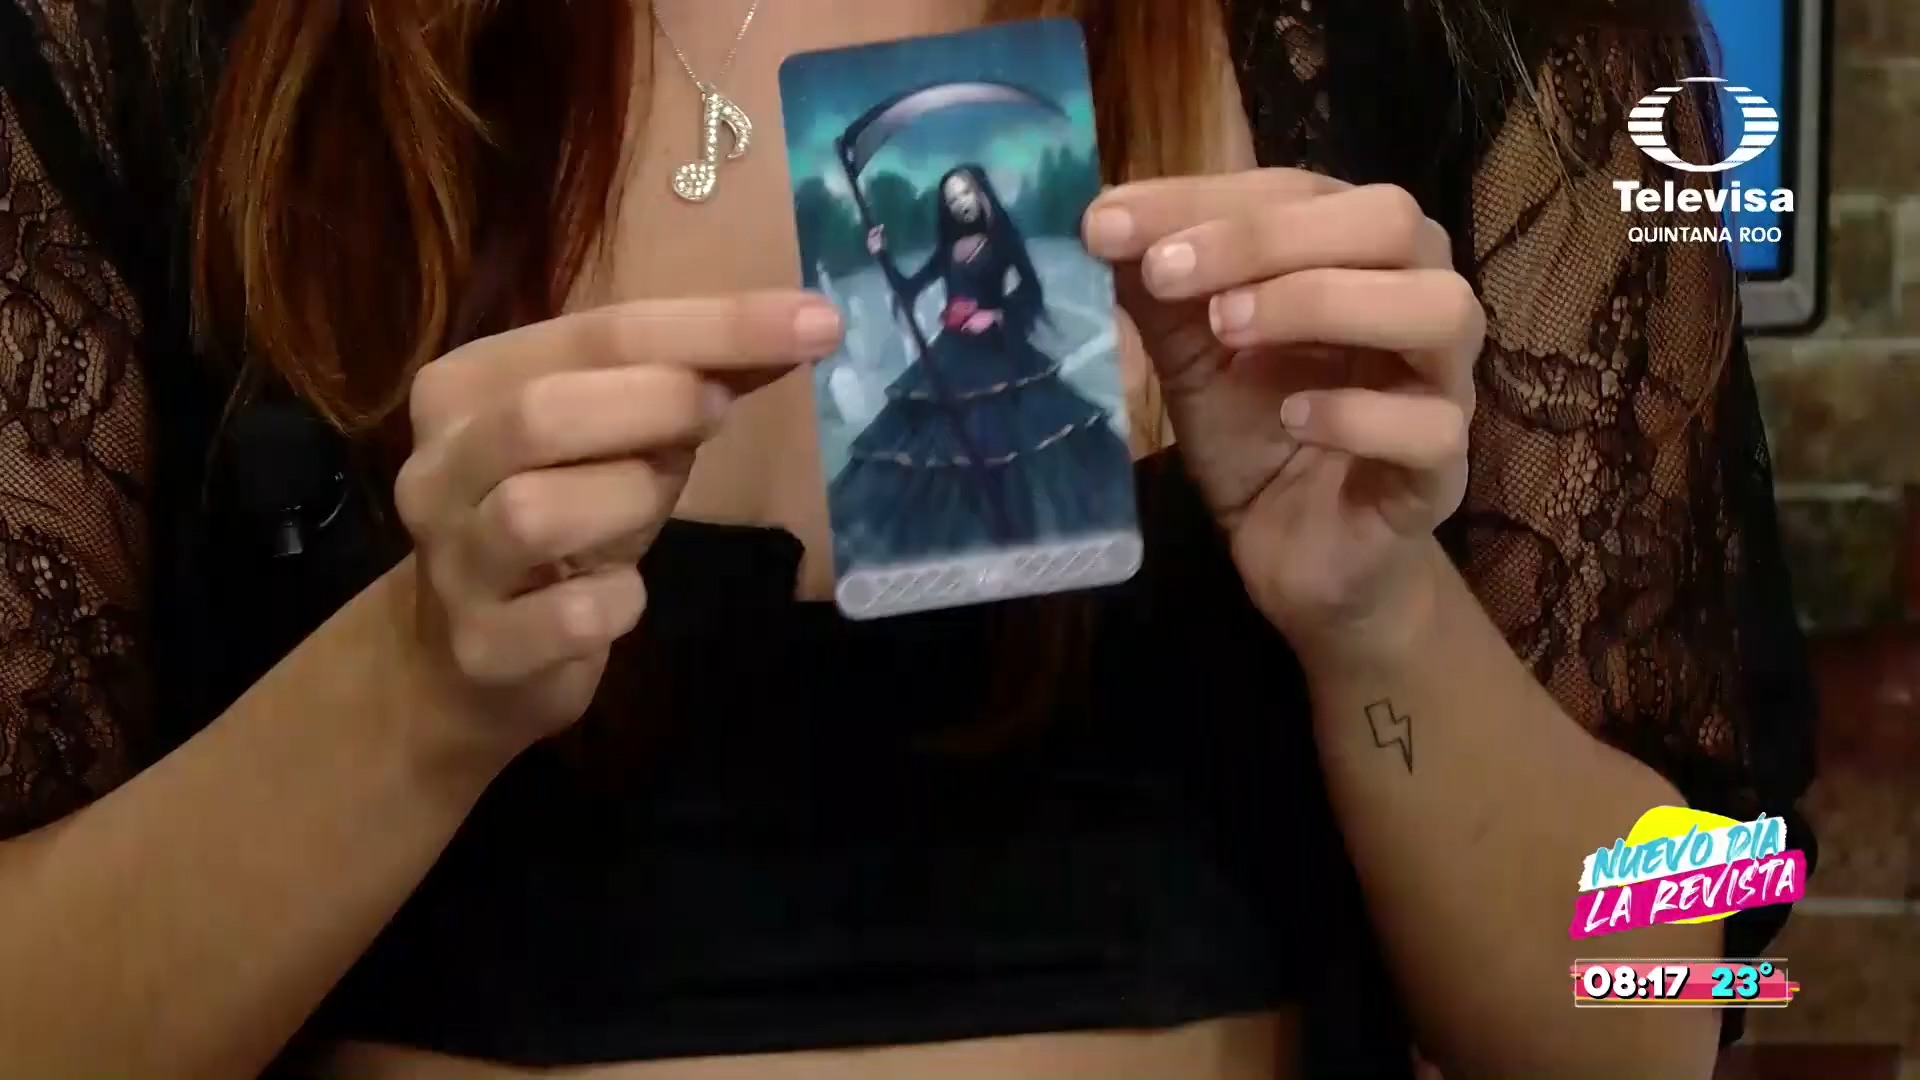 Televisa
QUINTANA ROO
NUEVO DÍA
LA REVISTA
08:17 23°